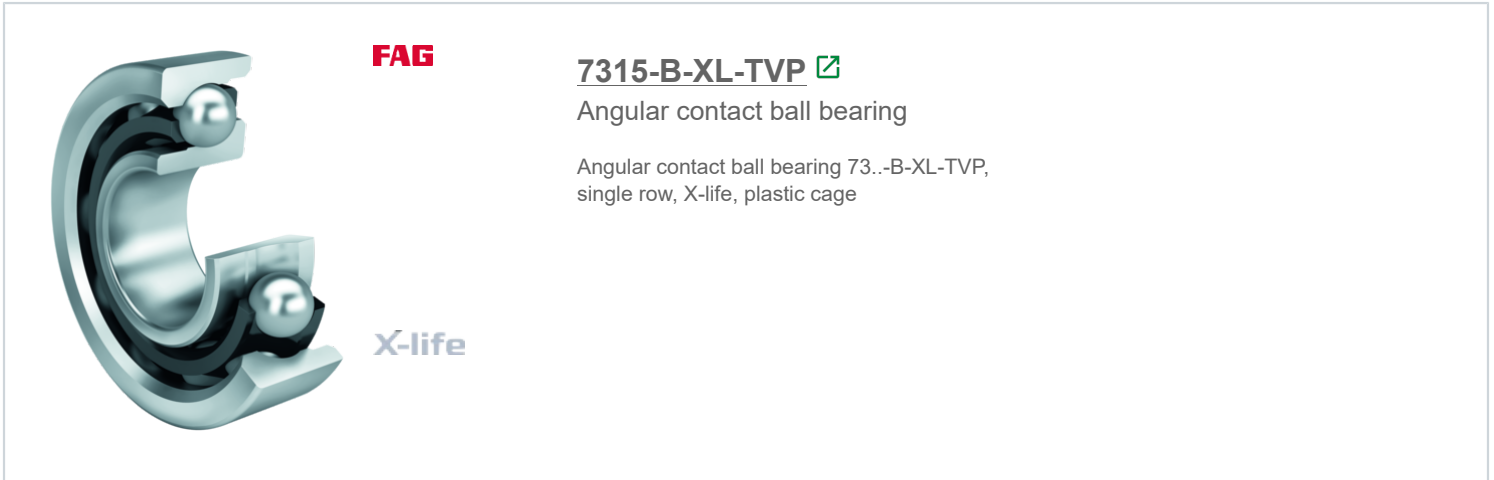 FAG
7315-B-XL-TVP
Angular contact ball bearing
Angular contact ball bearing 73..-B-XL-TVP,
single row, X-life, plastic cage
X-life